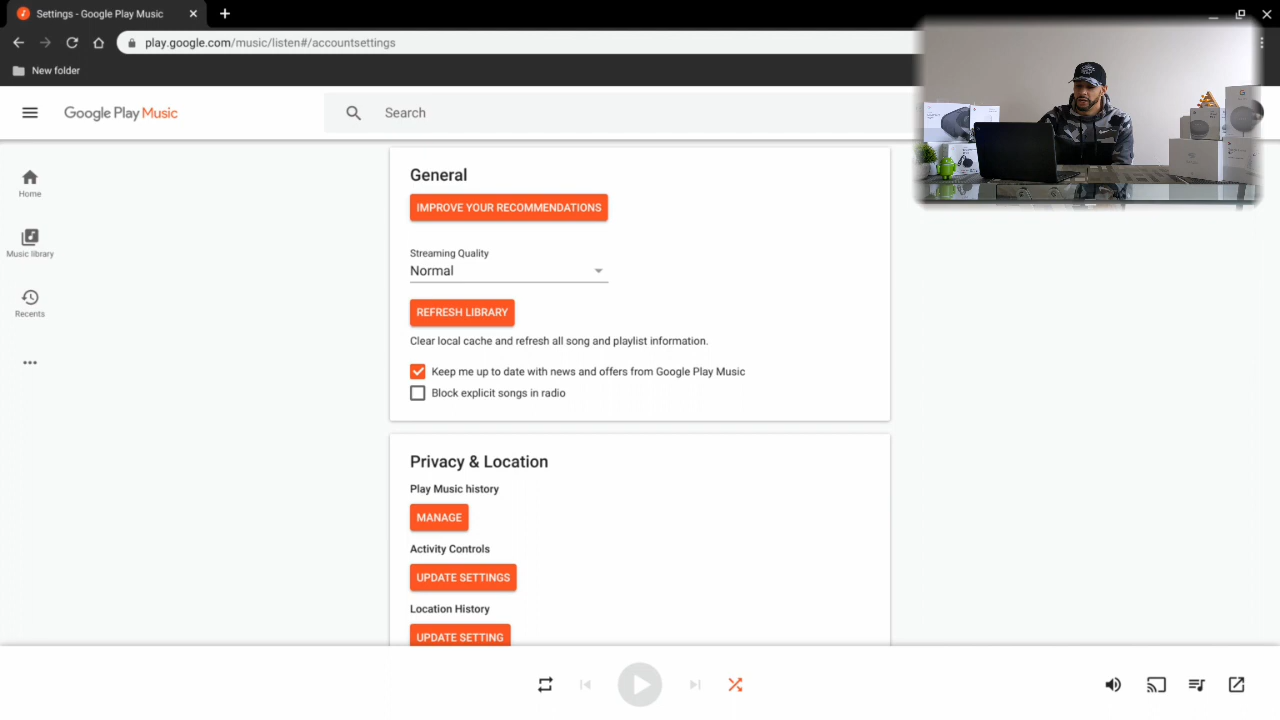 Settings - Google Play Music
play.google.com/music/listen#/accountsettings
New folder
Google Play Music
Search
Home
Music library
Recents
General
IMPROVE YOUR RECOMMENDATIONS
Streaming Quality
Normal
REFRESH LIBRARY
Clear local cache and refresh all song and playlist information.
Keep me up to date with news and offers from Google Play Music
Block explicit songs in radio
Privacy & Location
Play Music history
MANAGE
Activity Controls
UPDATE SETTINGS
Location History
UPDATE SETTING